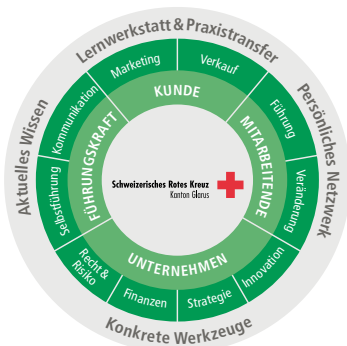 Lernwerkstatt & Praxistransfer
Persönliches Netzwerk
Konkrete Werkzeuge
Aktuelles Wissen
Marketing
Verkauf
Führung
Veränderung
Innovation
Strategie
Finanzen
Recht &
Risiko
Selbstführung
Kommunikation
KUNDE
MITARBEITENDE
UNTERNEHMEN
FÜHRUNGSKRAFT
Schweizerisches Rotes Kreuz
Kanton Glarus